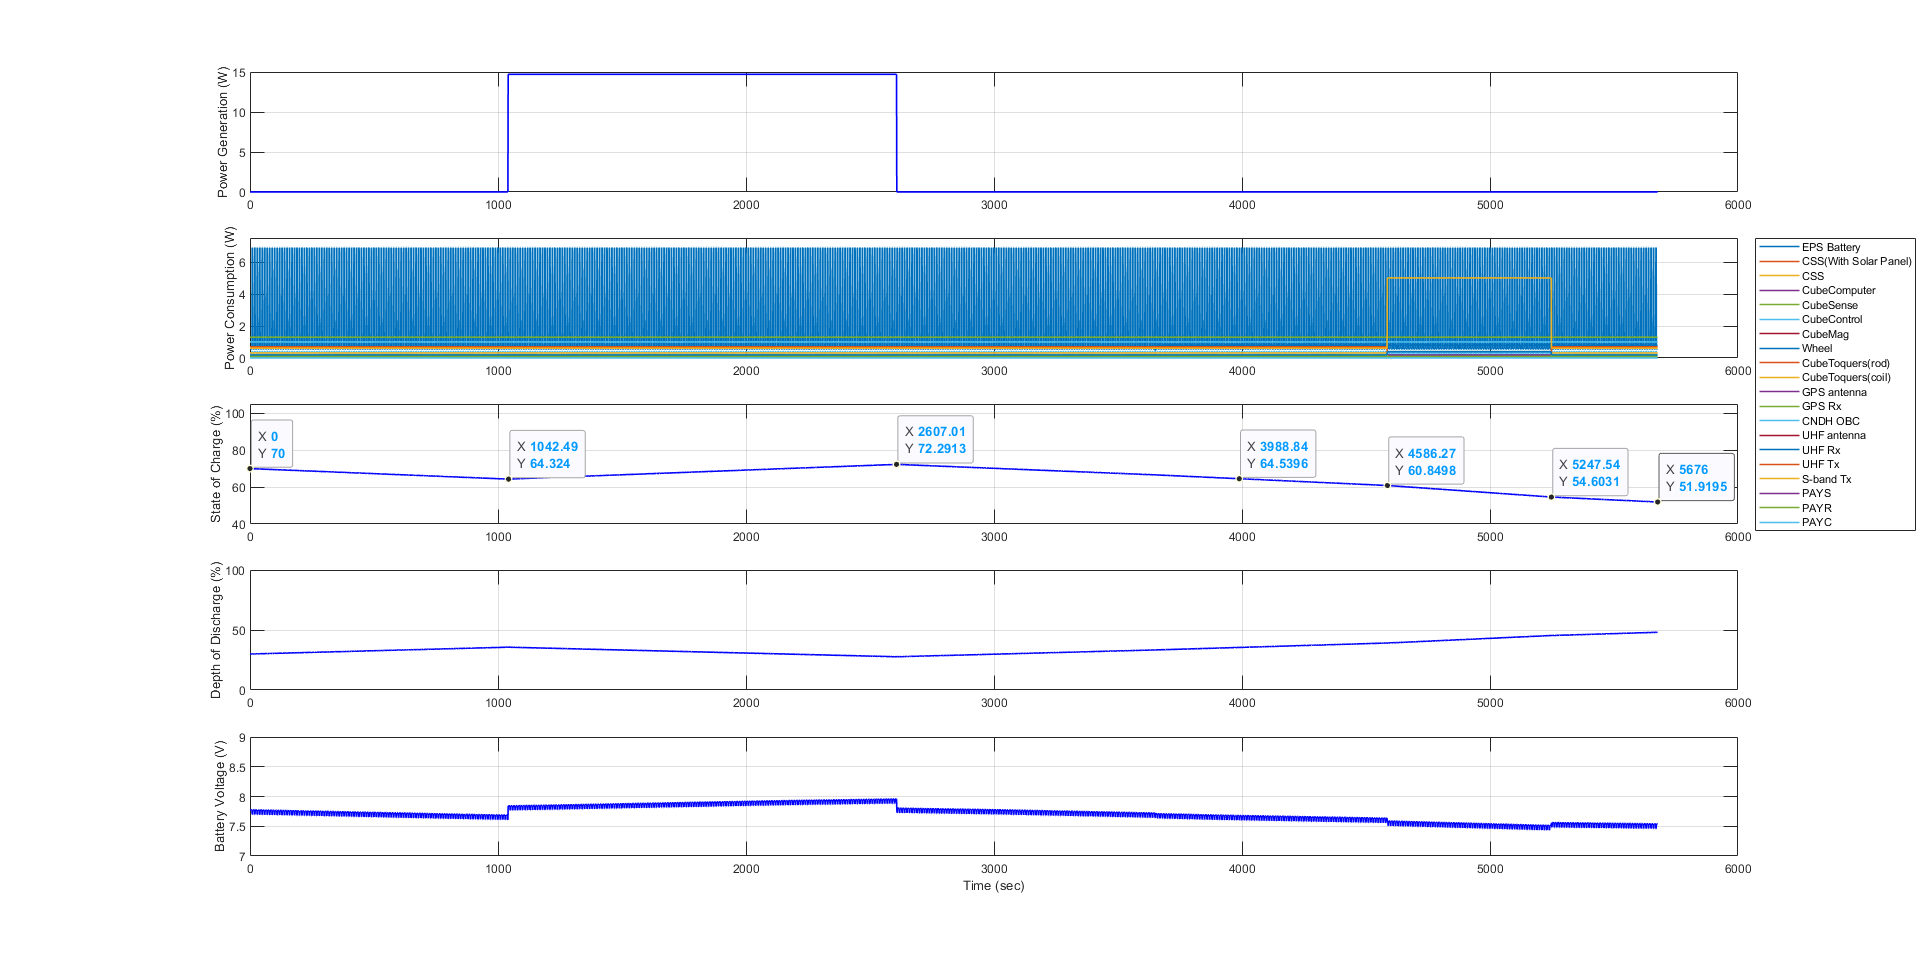 Power Generation (W)
15
10
5
0
0 1000 2000 3000 4000 5000 6000
Power Consumption (W)
6
4
2
0
0 1000 2000 3000 4000 5000 6000
EPS Battery
CSS(With Solar Panel)
CSS
CubeComputer
CubeSense
CubeControl
CubeMag
Wheel
CubeToquers(rod)
CubeToquers(coil)
GPS antenna
GPS Rx
CNDH OBC
UHF antenna
UHF Rx
UHF Tx
S-band Tx
PAYS
PAYR
PAYC
State of Charge (%)
100
80
60
40
X 0
Y 70
X 1042.49
Y 64.324
X 2607.01
Y 72.2913
X 3988.84
Y 64.5396
X 4586.27
Y 60.8498
X 5247.54
Y 54.6031
X 5676
Y 51.9195
0 1000 2000 3000 4000 5000 6000
Depth of Discharge (%)
100
50
0
0 1000 2000 3000 4000 5000 6000
Battery Voltage (V)
9
8.5
8
7.5
7
0 1000 2000 3000 4000 5000 6000
Time (sec)